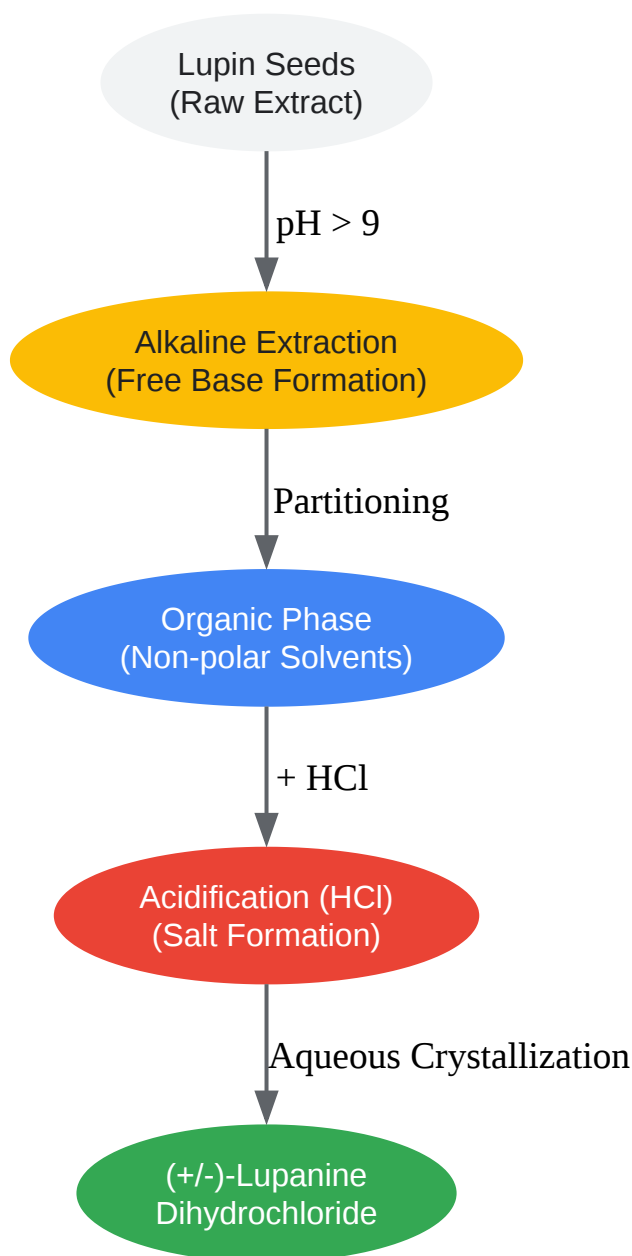 Lupin Seeds
(Raw Extract)
pH > 9
Alkaline Extraction
(Free Base Formation)
Partitioning
Organic Phase
(Non-polar Solvents)
+ HCl
Acidification (HCl)
(Salt Formation)
Aqueous Crystallization
(+/-)-Lupanine
Dihydrochloride